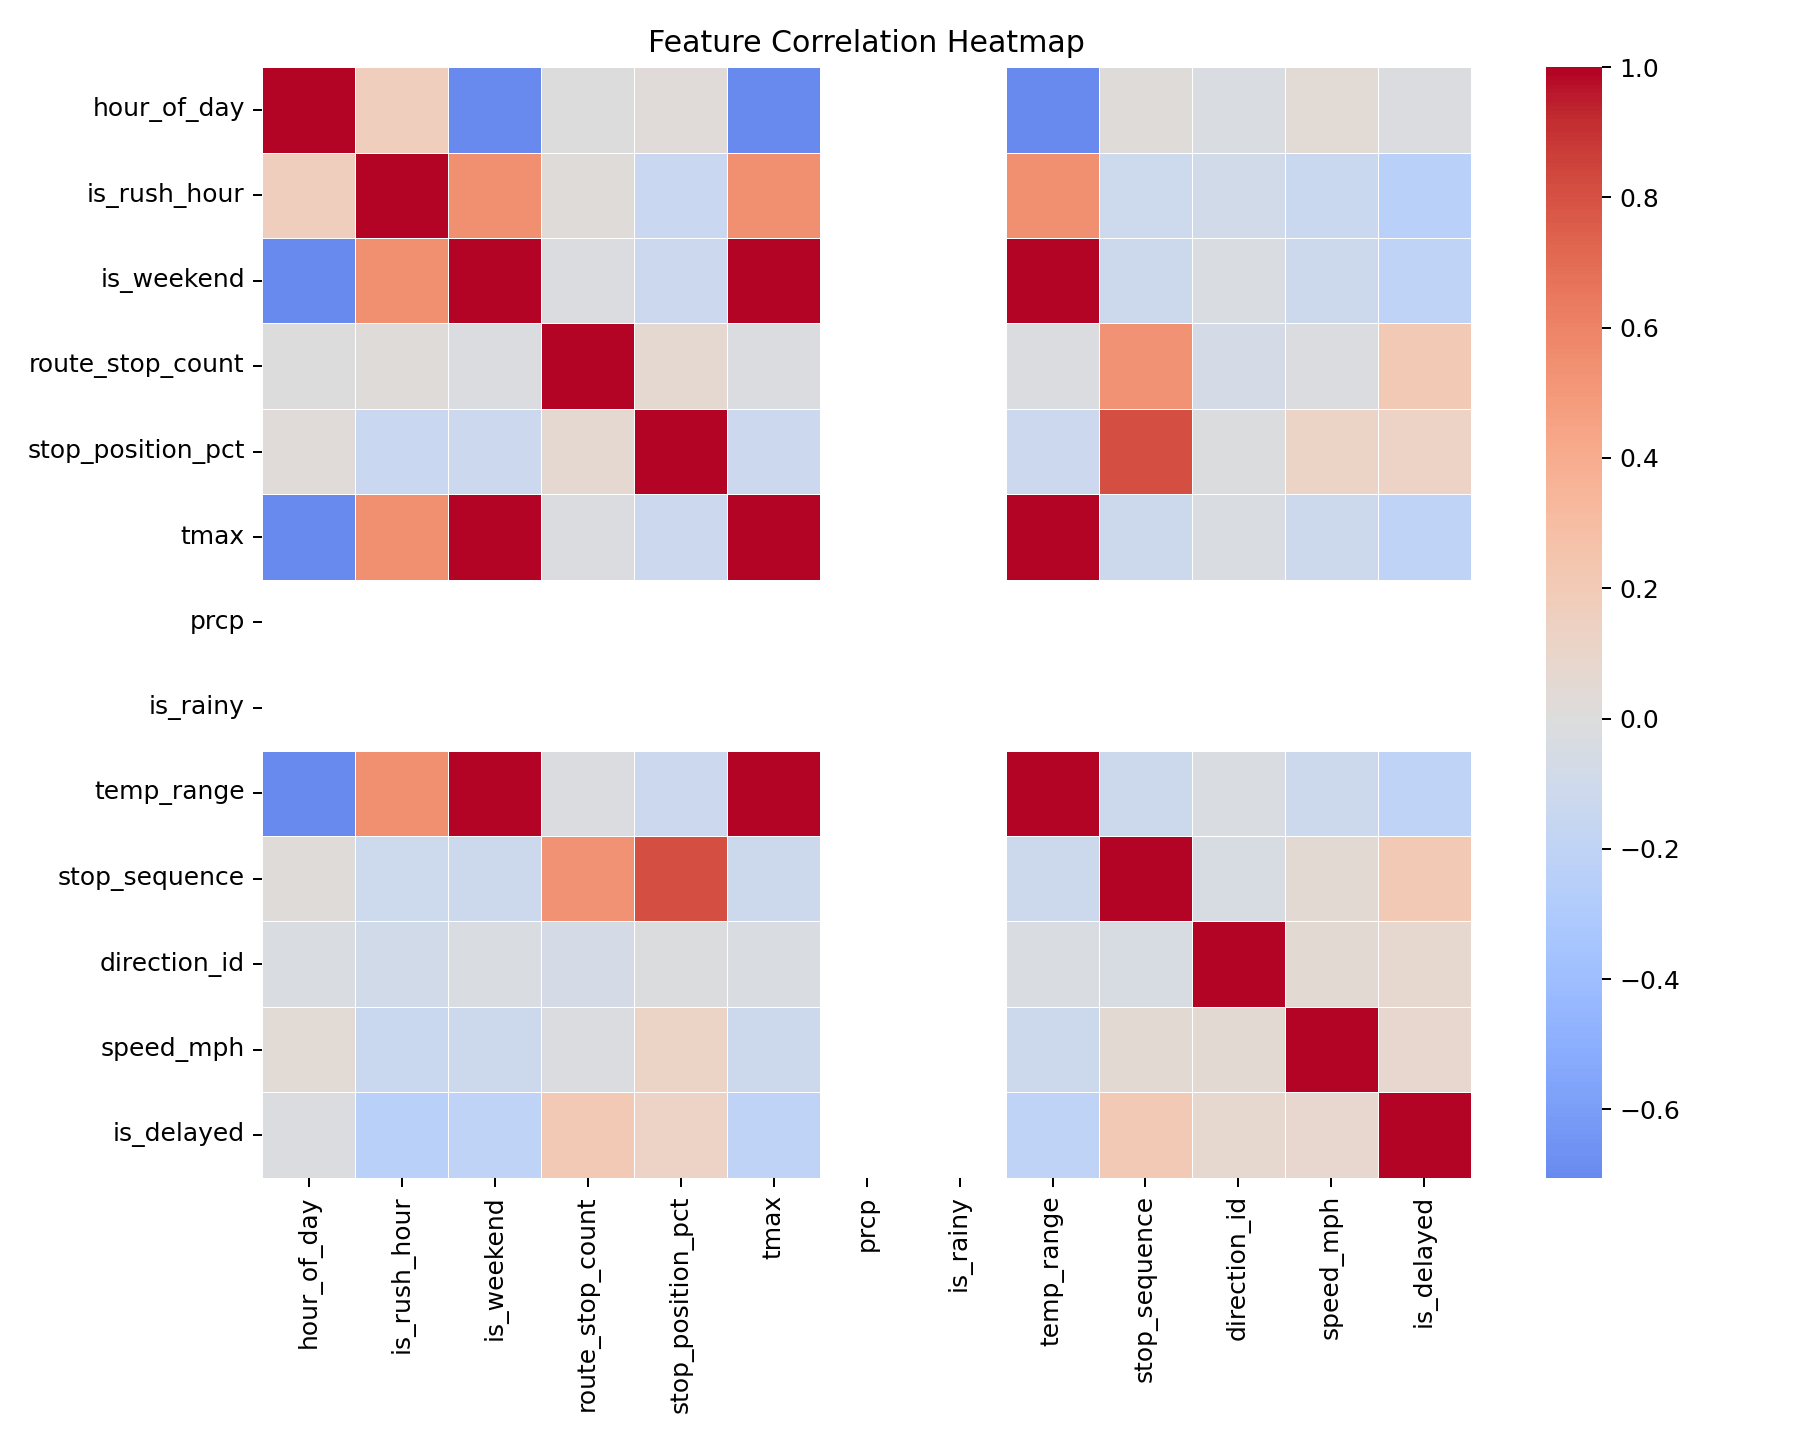 Feature Correlation Heatmap
hour_of_day
is_rush_hour
is_weekend
route_stop_count
stop_position_pct
tmax
prcp
is_rainy
temp_range
stop_sequence
direction_id
speed_mph
is_delayed
hour_of_day
is_rush_hour
is_weekend
route_stop_count
stop_position_pct
tmax
prcp
is_rainy
temp_range
stop_sequence
direction_id
speed_mph
is_delayed
1.0
0.8
0.6
0.4
0.2
0.0
−0.2
−0.4
−0.6